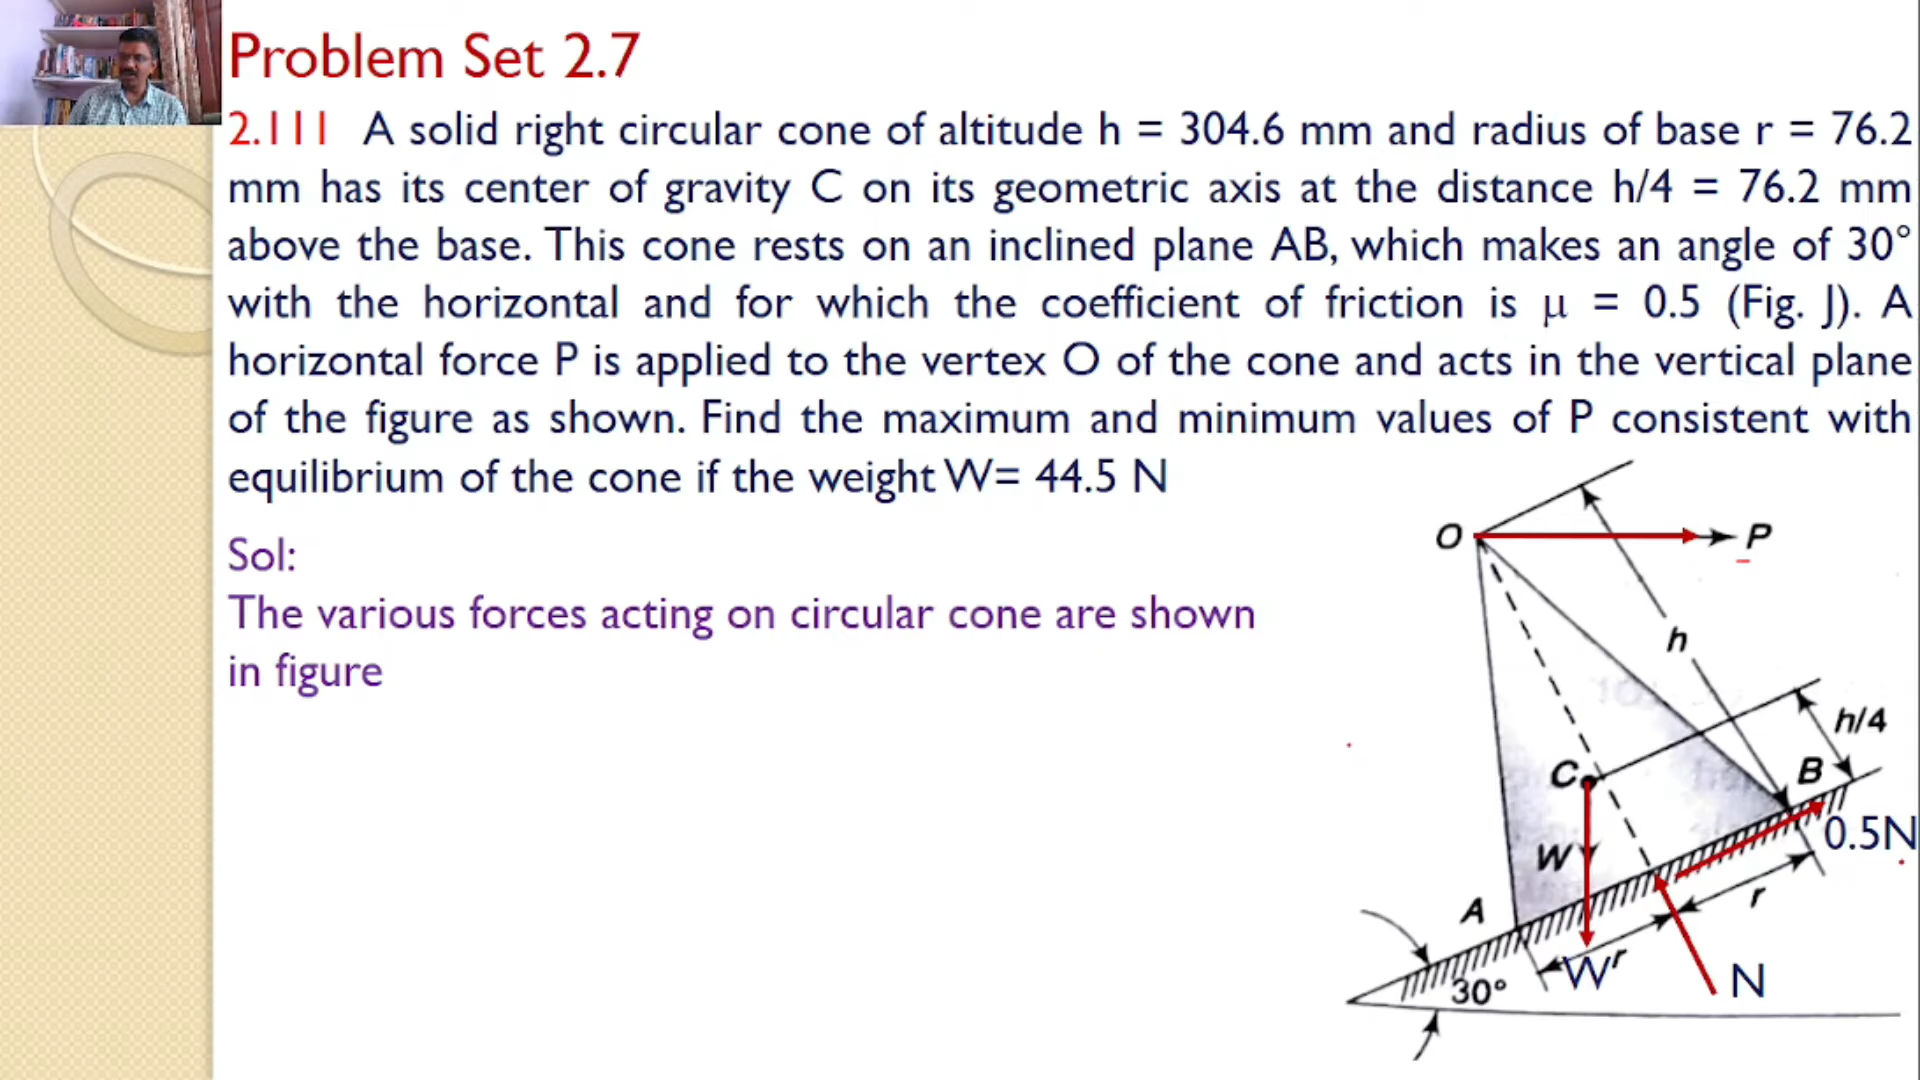 Problem Set 2.7
2.111 A solid right circular cone of altitude h = 304.6 mm and radius of base r = 76.2
mm has its center of gravity C on its geometric axis at the distance h/4 = 76.2 mm
above the base. This cone rests on an inclined plane AB, which makes an angle of 30°
with the horizontal and for which the coefficient of friction is μ = 0.5 (Fig. J). A
horizontal force P is applied to the vertex O of the cone and acts in the vertical plane
of the figure as shown. Find the maximum and minimum values of P consistent with
equilibrium of the cone if the weight W= 44.5 N
Sol:
The various forces acting on circular cone are shown
in figure
O
P
h
h/4
C
B
0.5N
W
r
A
W
r
N
30°